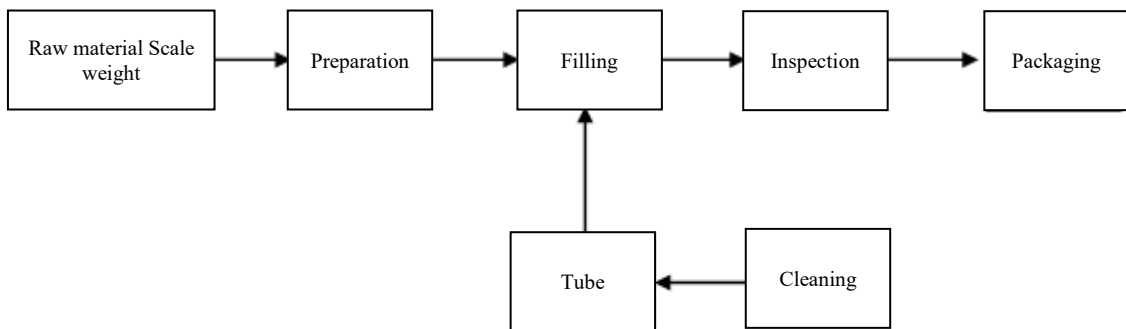 Raw material Scale
weight
Preparation
Filling
Inspection
Packaging
Tube
Cleaning